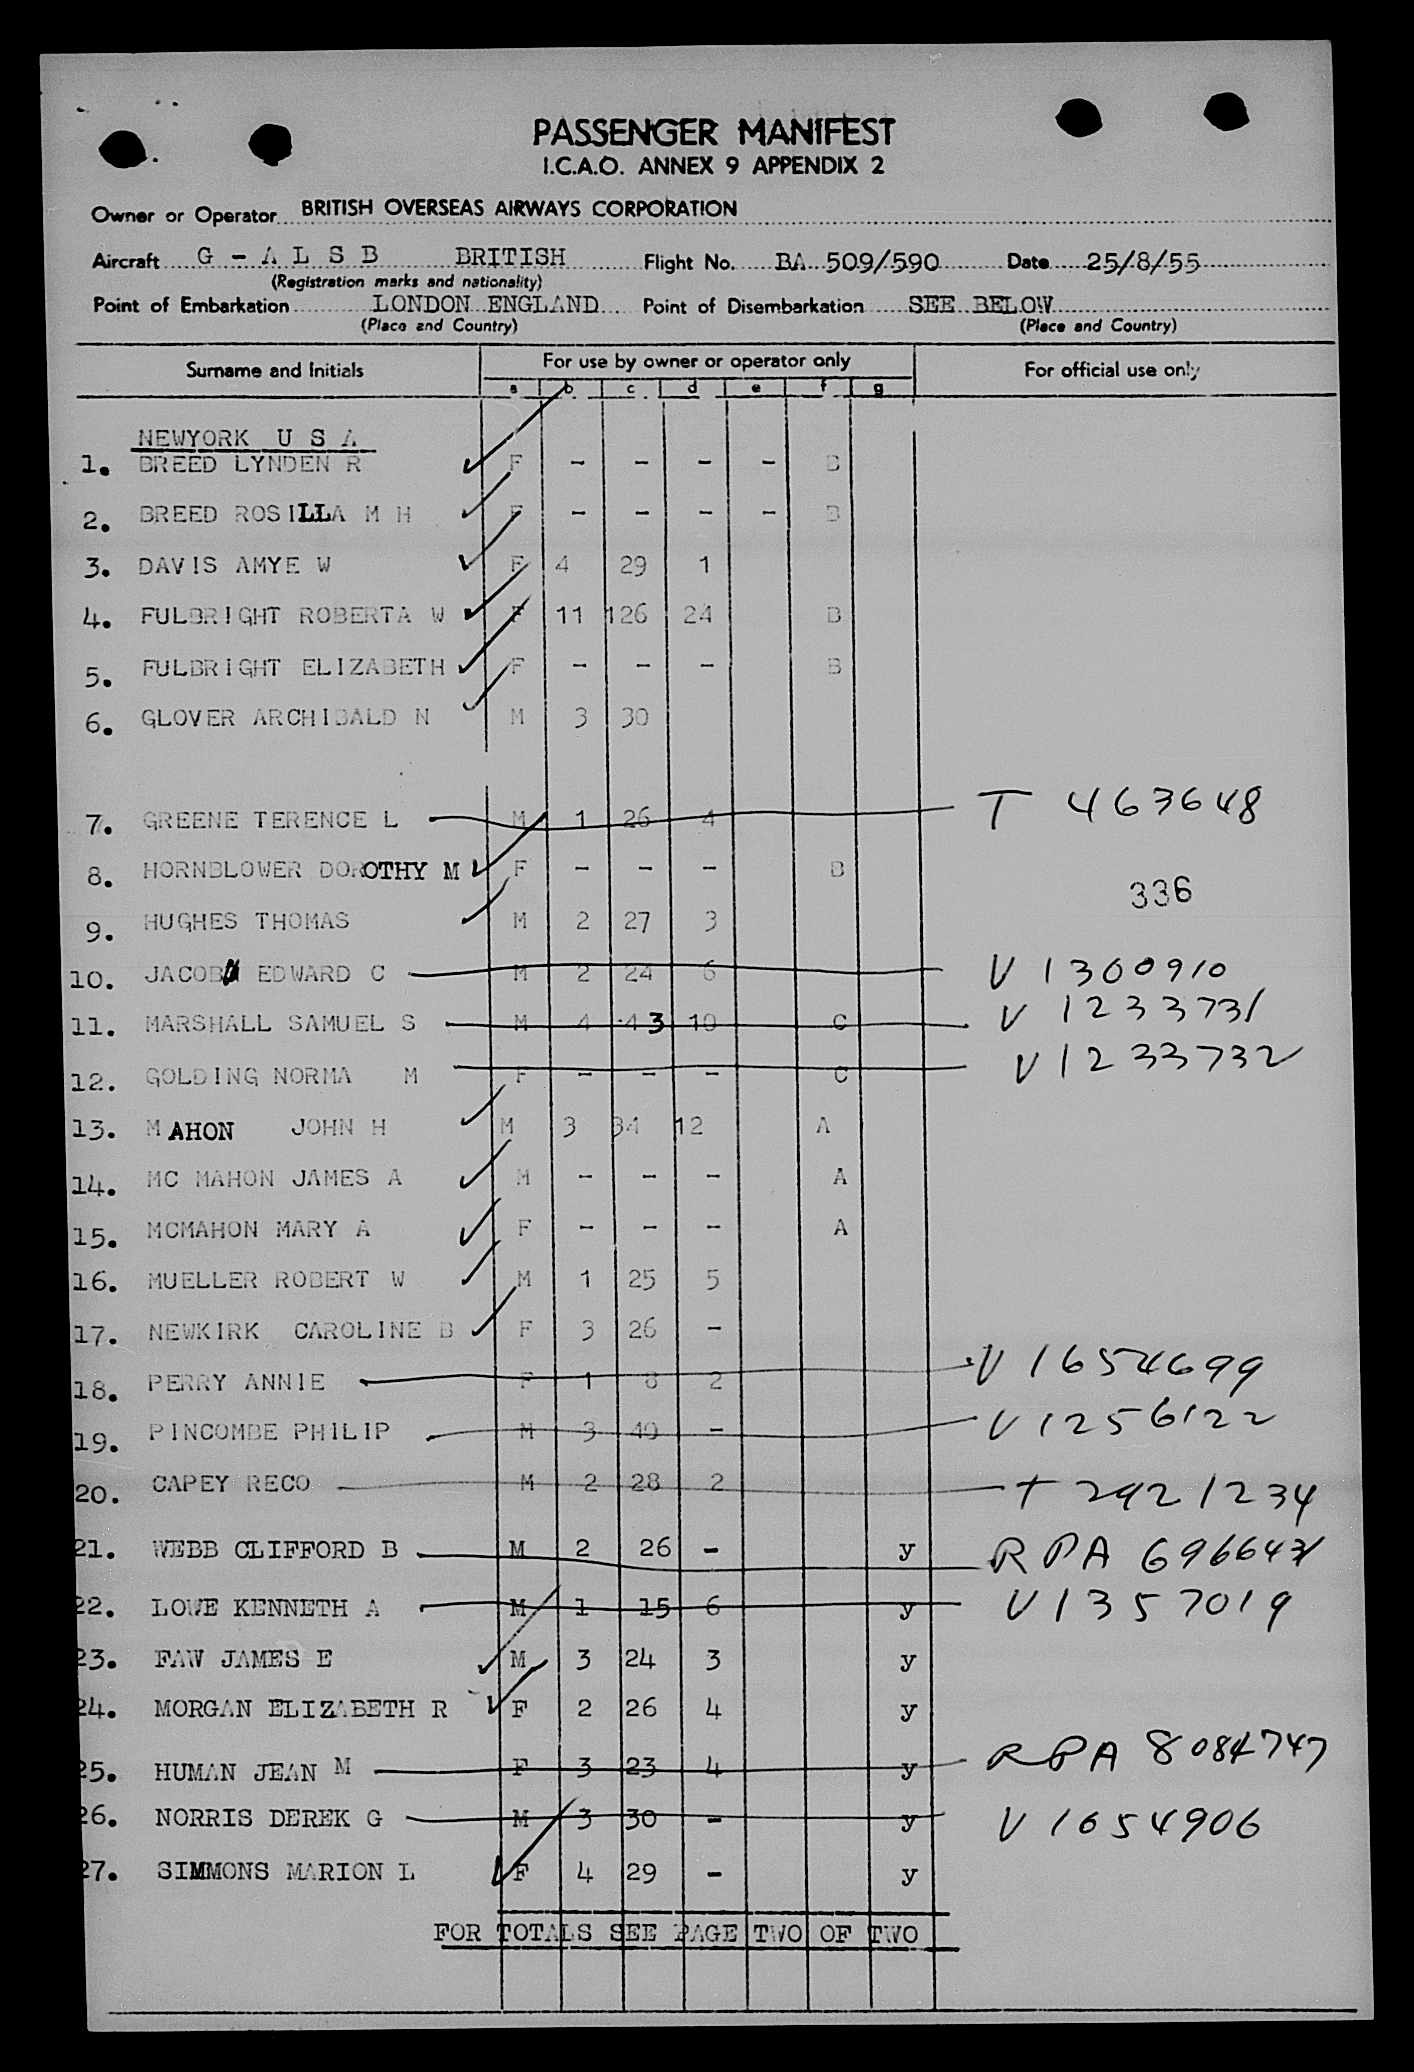 PASSENGER MANIFEST
I.C.A.O. ANNEX 9 APPENDIX 2
Owner or Operator BRITISH OVERSEAS AIRWAYS CORPORATION
Aircraft G - A L S B BRITISH Flight No. BA 509/590 Date 25/8/55
(Registration marks and nationality)
Point of Embarkation LONDON ENGLAND Point of Disembarkation SEE BELOW
(Place and Country) (Place and Country)
Surname and Initials For use by owner or operator only For official use only
a b c d e f g
NEWYORK U S A
1. BREED LYNDEN R F - - - - B
2. BREED ROSILLA M H F - - - - B
3. DAVIS AMYE W F 4 29 1
4. FULBRIGHT ROBERTA W F 11 126 24 B
5. FULBRIGHT ELIZABETH F - - - B
6. GLOVER ARCHIBALD N M 3 30
7. GREENE TERENCE L M 1 26 4 T 463648
8. HORNBLOWER DOROTHY M F - - - B
336
9. HUGHES THOMAS M 2 27 3
10. JACOB EDWARD C M 2 24 6 V 1300910
11. MARSHALL SAMUEL S M 4 43 10 C V 1233731
12. GOLDING NORMA M F - - - C V 1233732
13. MAHON JOHN H M 3 34 12 A
14. MC MAHON JAMES A M - - - A
15. MCMAHON MARY A F - - - A
16. MUELLER ROBERT W M 1 25 5
17. NEWKIRK CAROLINE B F 3 26 -
18. PERRY ANNIE F 1 8 2 V 1654699
19. PINCOMBE PHILIP M 3 40 - V 1256122
20. CAPEY RECO M 2 28 2 T 2921234
21. WEBB CLIFFORD B M 2 26 - y RPA
22. LOWE KENNETH A M 1 15 6 y V 1357019
23. FAW JAMES E M 3 24 3 y
24. MORGAN ELIZABETH R F 2 26 4 y
25. HUMAN JEAN M F 3 23 4 y RPA 8084747
26. NORRIS DEREK G M 3 30 - y V 1654906
27. SIMMONS MARION L F 4 29 - y
FOR TOTALS SEE PAGE TWO OF TWO